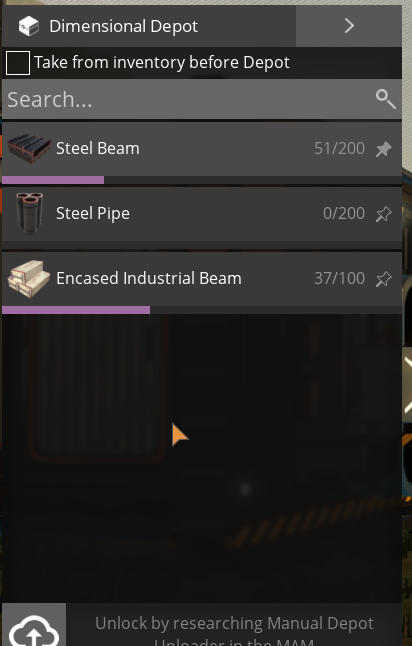 Dimensional Depot
Take from inventory before Depot
Search...
Steel Beam 51/200
Steel Pipe 0/200
Encased Industrial Beam 37/100
Unlock by researching Manual Depot
Uploader in the MAM